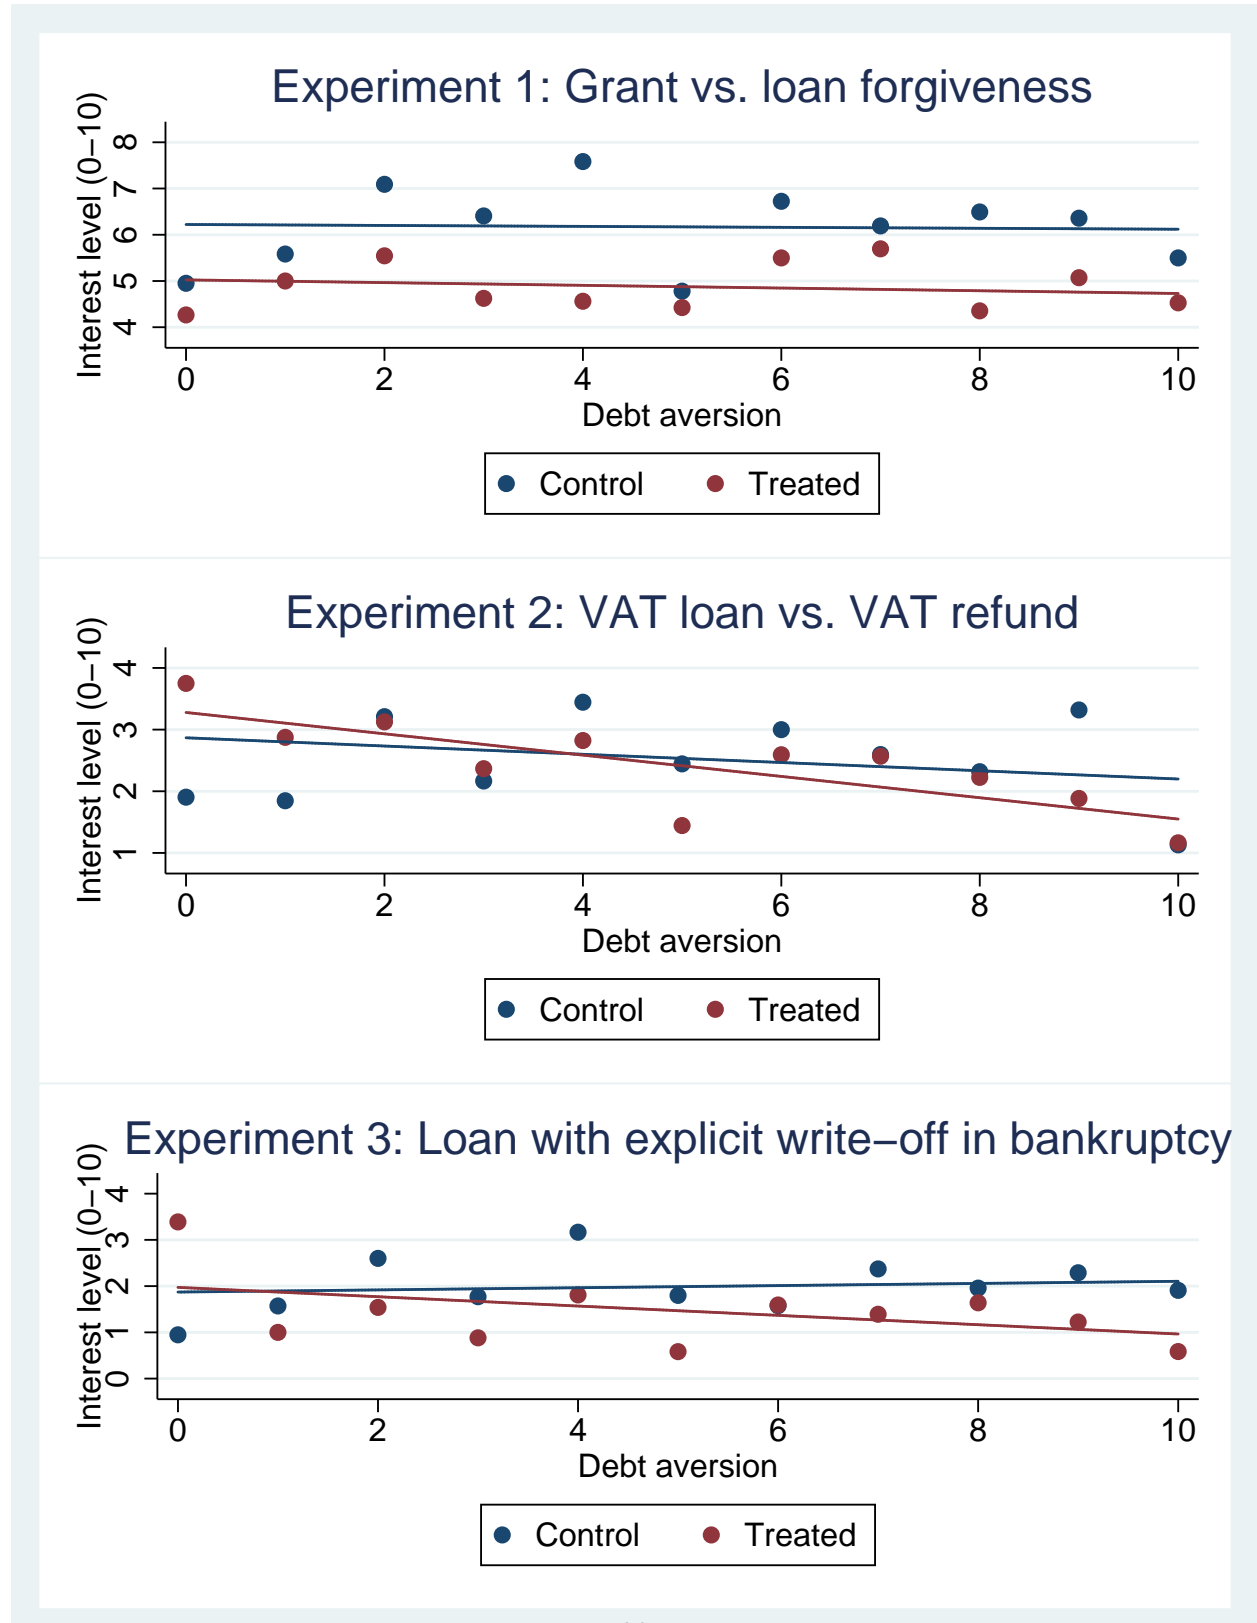 Experiment 1: Grant vs. loan forgiveness
Interest level (0–10)
8
7
6
5
4
0 2 4 6 8 10
Debt aversion
Control Treated
Experiment 2: VAT loan vs. VAT refund
Interest level (0–10)
4
3
2
1
0 2 4 6 8 10
Debt aversion
Control Treated
Experiment 3: Loan with explicit write–off in bankruptcy
Interest level (0–10)
4
3
2
1
0
0 2 4 6 8 10
Debt aversion
Control Treated